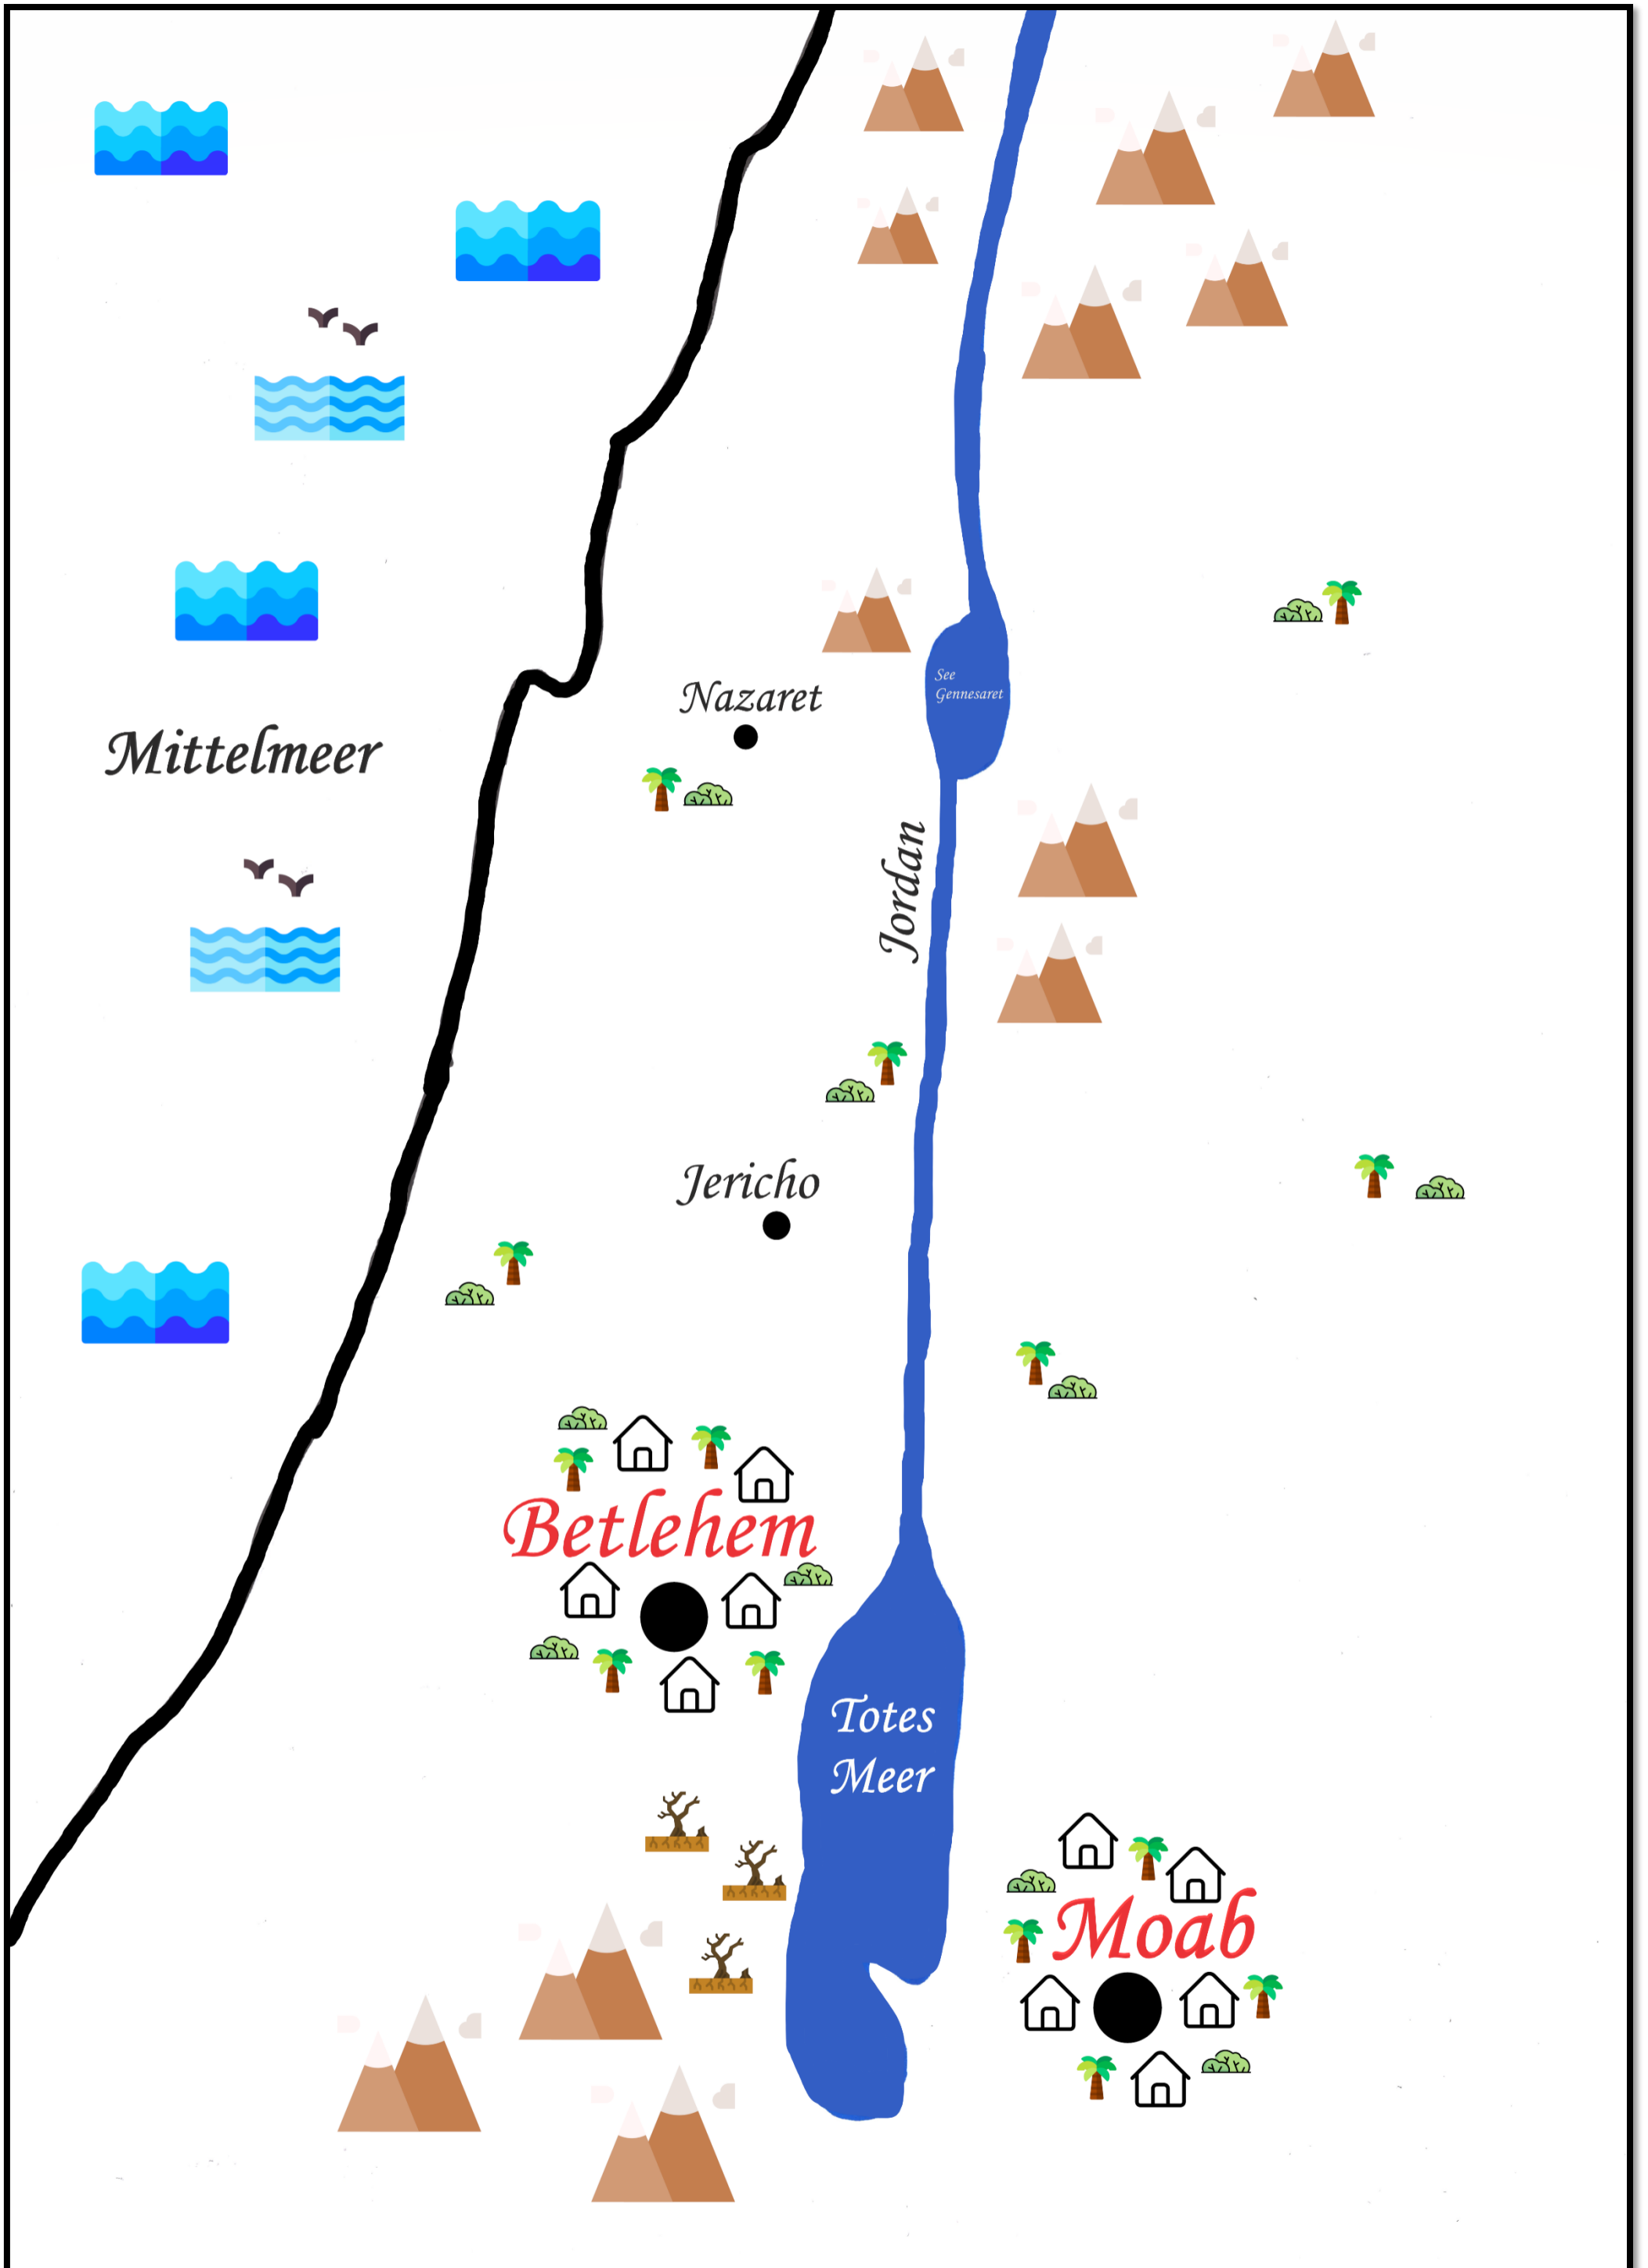 See
Gennesaret
Nazaret
Mittelmeer
Jordan
Jericho
Betlehem
Totes
Meer
Moab